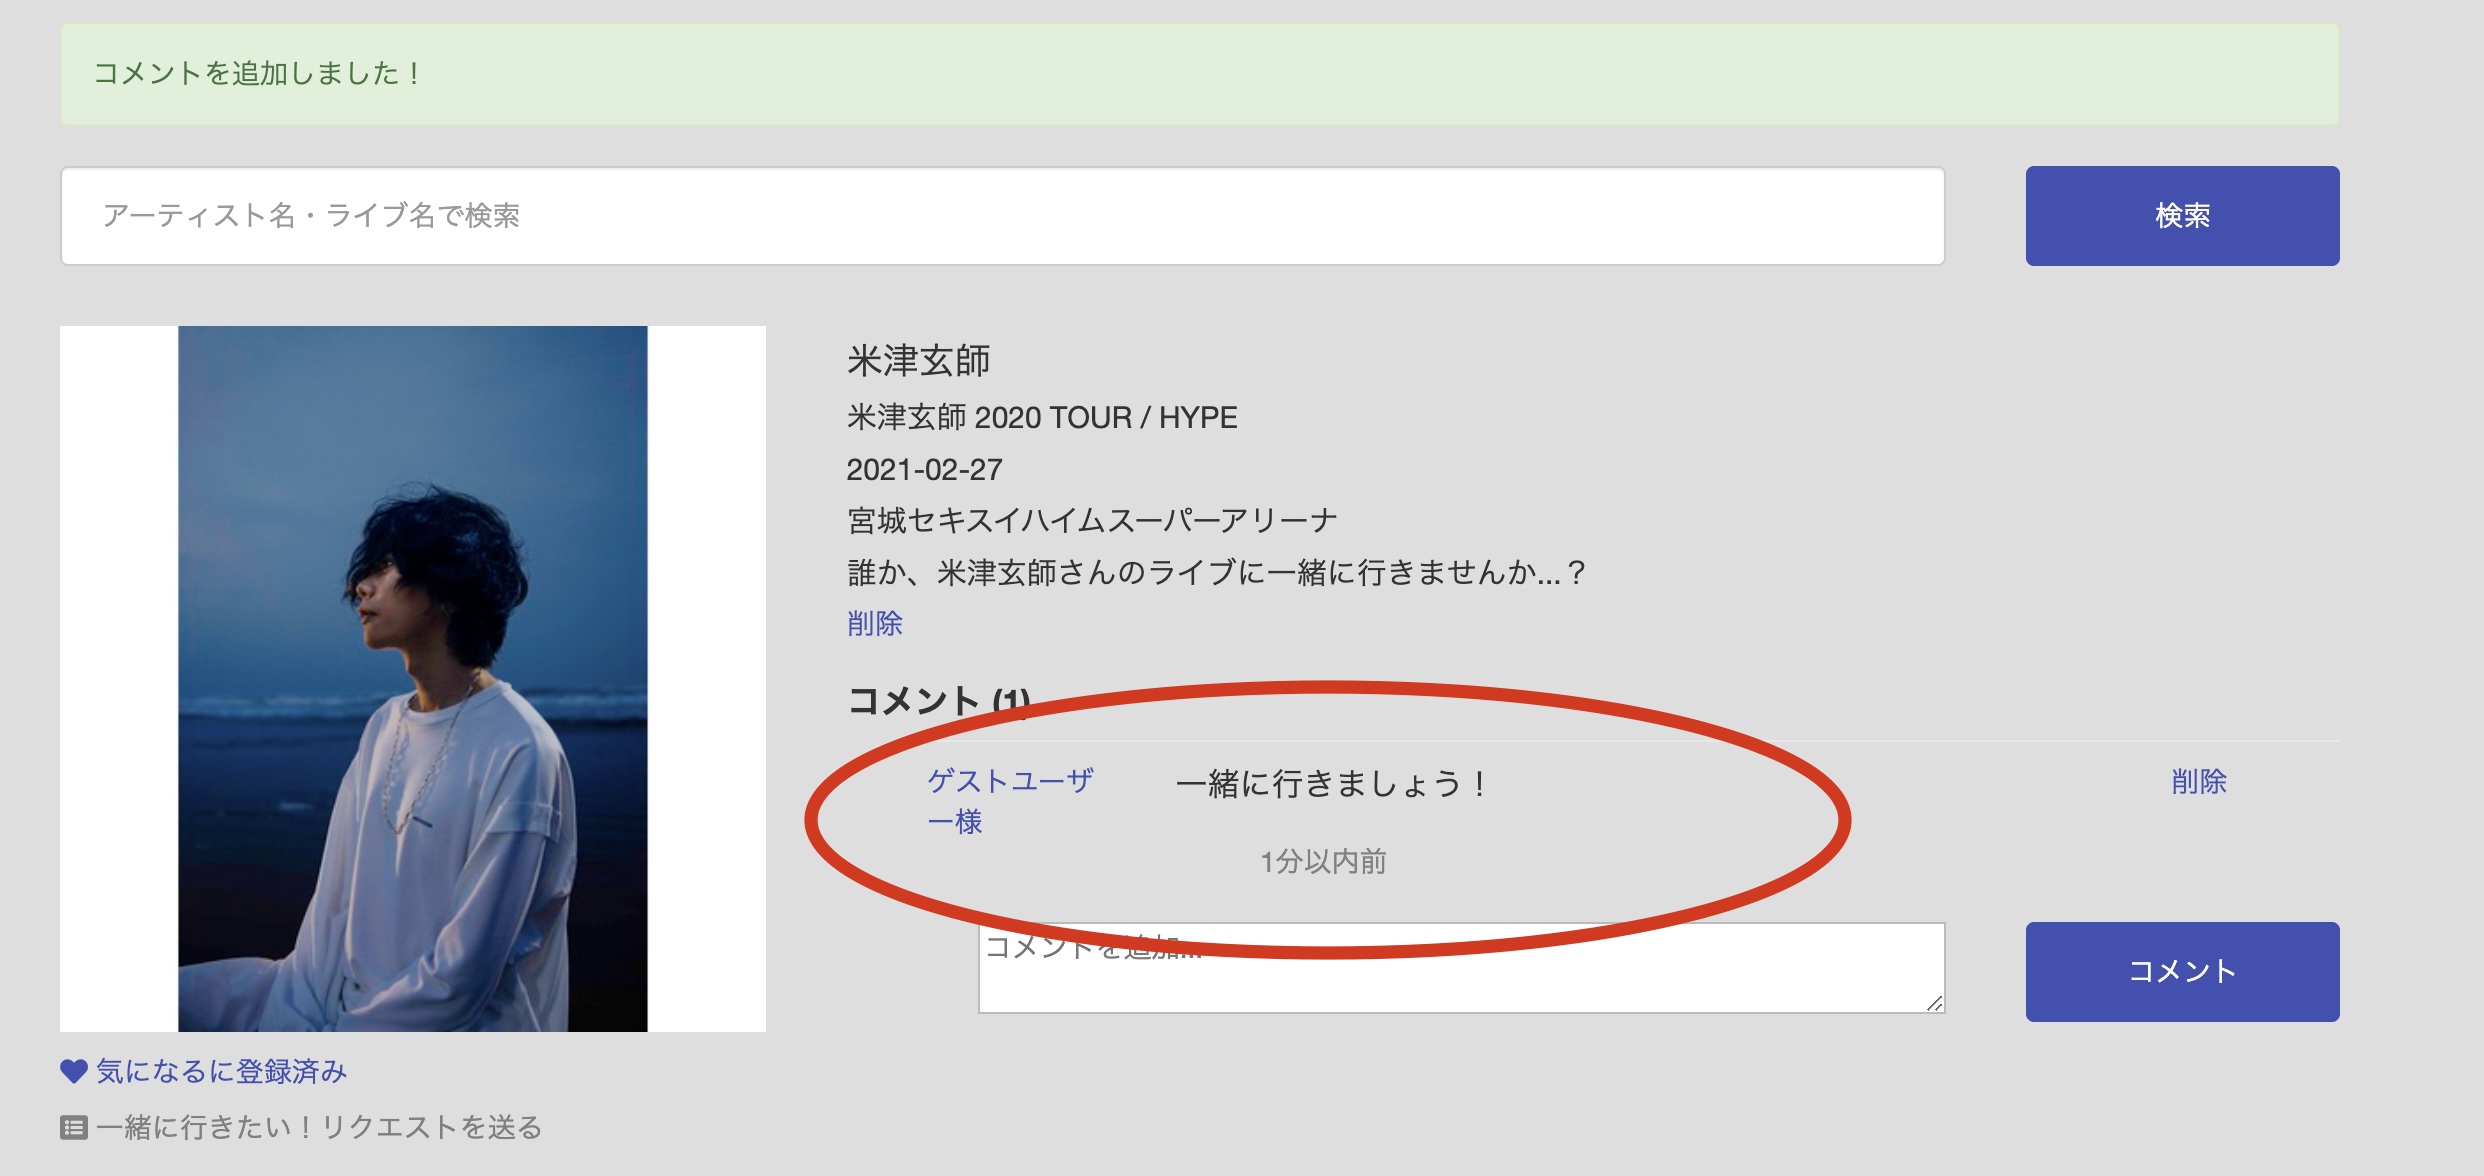 コメントを追加しました！
アーティスト名・ライブ名で検索
検索
米津玄師
米津玄師 2020 TOUR / HYPE
2021-02-27
宮城セキスイハイムスーパーアリーナ
誰か、米津玄師さんのライブに一緒に行きませんか...？
削除
コメント (1)
ゲストユーザ
ー様
一緒に行きましょう！
削除
1分以内前
コメントを追加...
コメント
気になるに登録済み
一緒に行きたい！リクエストを送る